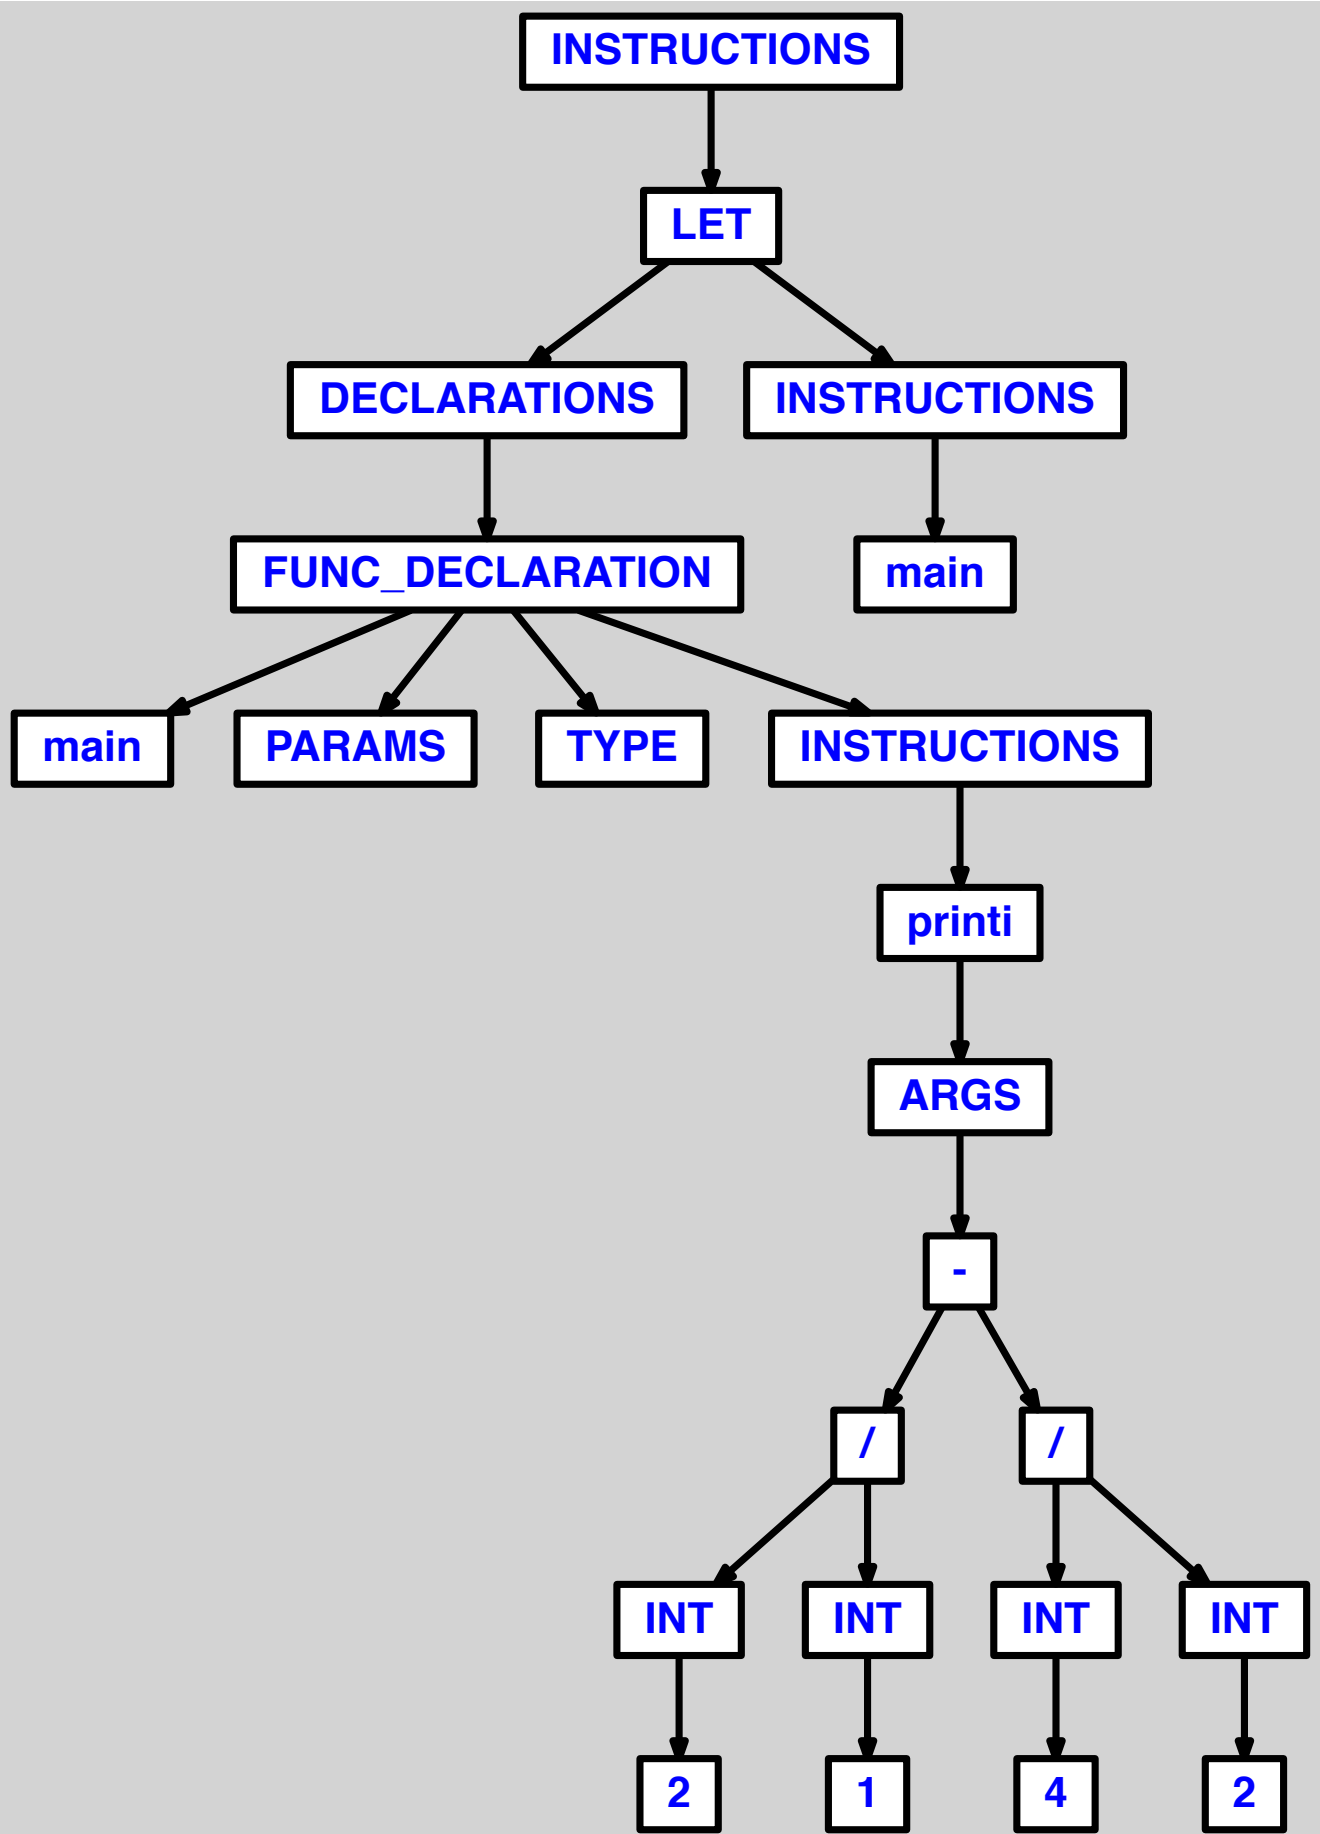 INSTRUCTIONS
LET
DECLARATIONS
INSTRUCTIONS
FUNC_DECLARATION
main
main
PARAMS
TYPE
INSTRUCTIONS
printi
ARGS
-
/
/
INT
INT
INT
INT
2
1
4
2